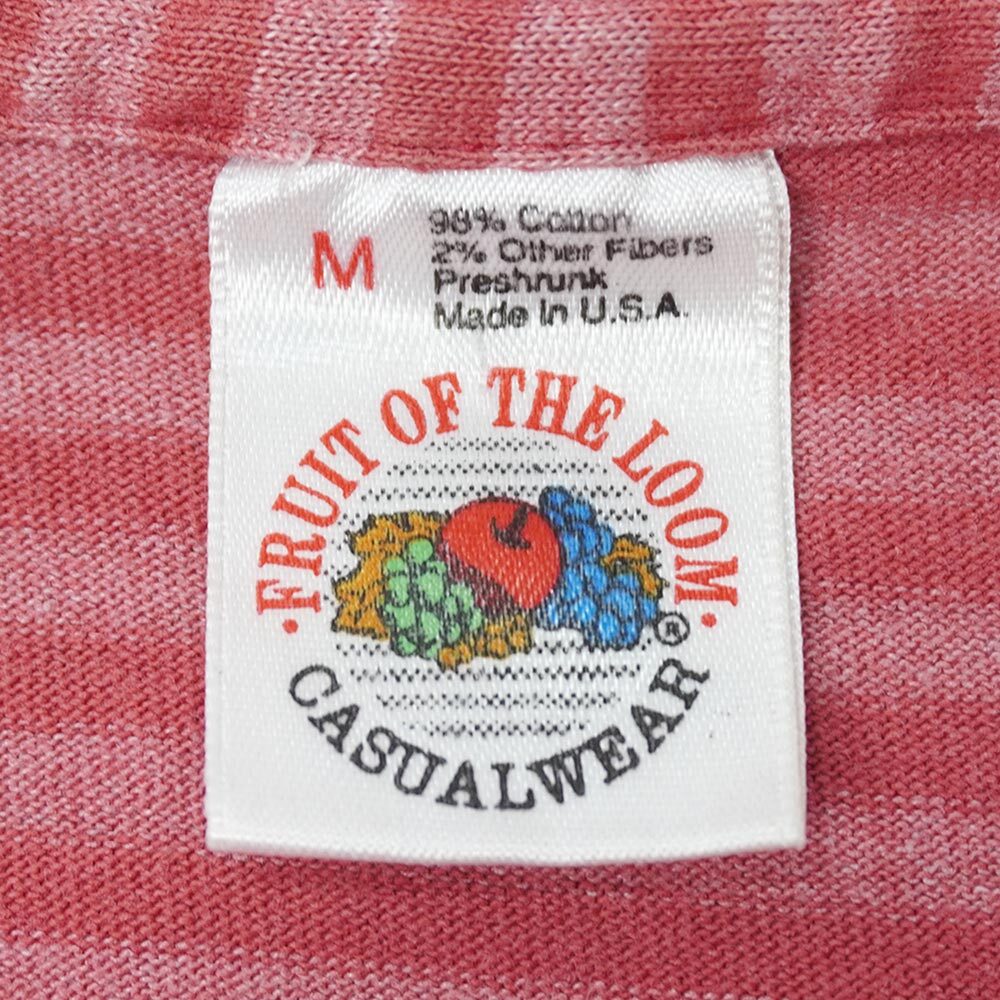 M
98% Cotton
2% Other Fibers
Preshrunk
Made In U.S.A.
• FRUIT OF THE LOOM •
®
CASUALWEAR